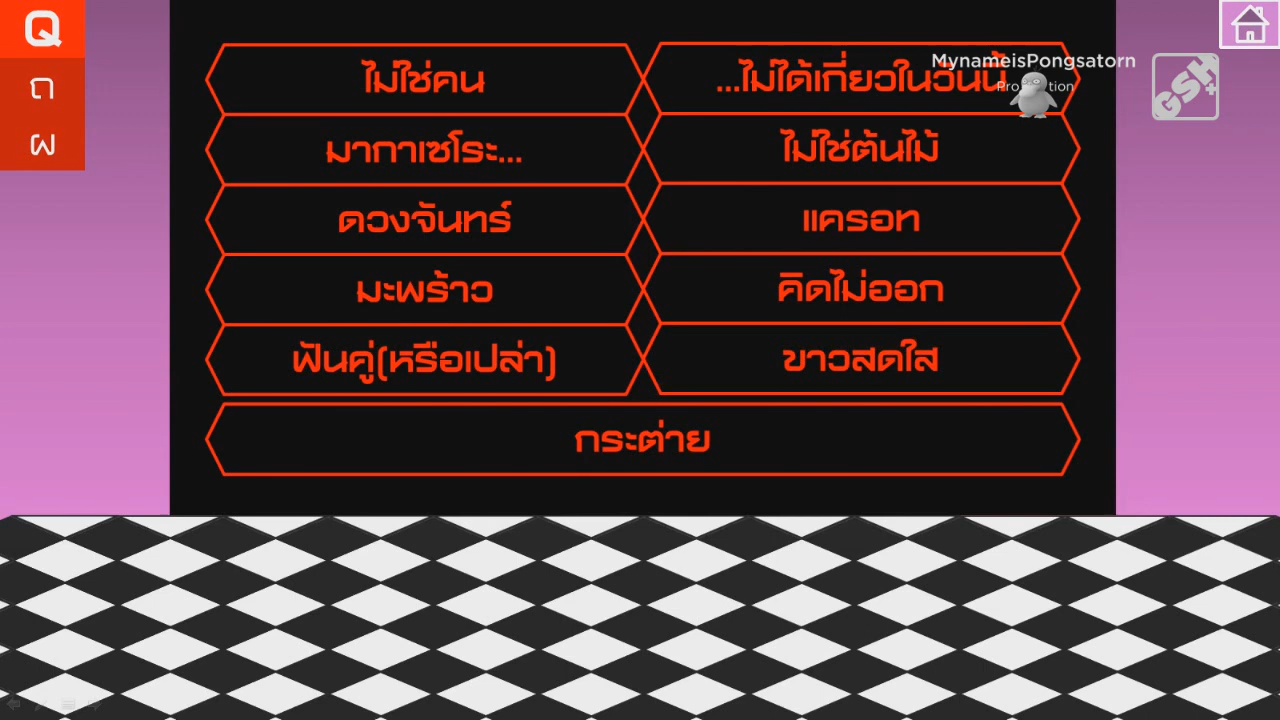 Q
ถ
ผ
ไม่ใช่คน
...ไม่ได้เกี่ยวในวันนี้
MynameisPongsatorn
มากาเซโระ...
ไม่ใช่ต้นไม้
ดวงจันทร์
แครอท
มะพร้าว
คิดไม่ออก
ฟันคู่(หรือเปล่า)
ขาวสดใส
กระต่าย
GSH+